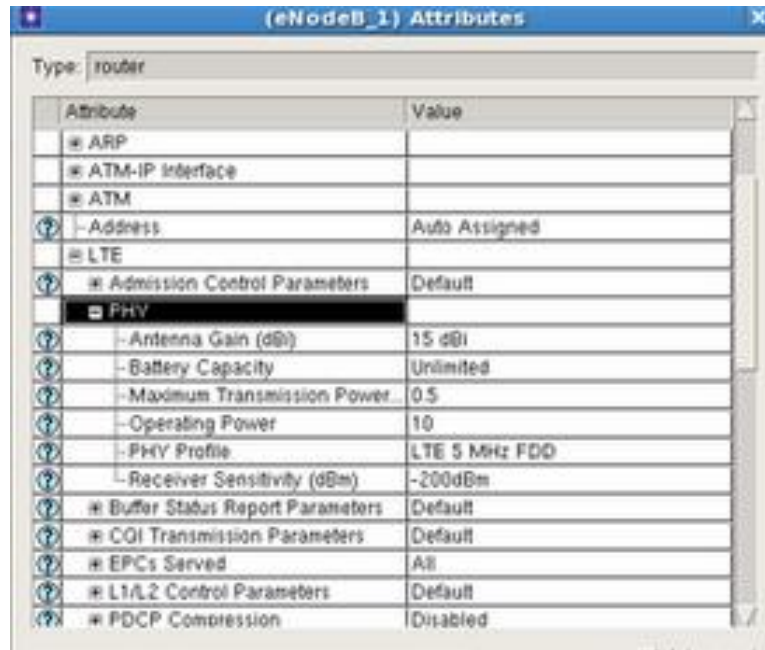 (eNodeB_1) Attributes
Type: router
Attribute Value
ARP
ATM-IP Interface
ATM
Address Auto Assigned
LTE
Admission Control Parameters Default
PHY
Antenna Gain (dBi) 15 dBi
Battery Capacity Unlimited
Maximum Transmission Power... 0.5
Operating Power 10
PHY Profile LTE 5 MHz FDD
Receiver Sensitivity (dBm) -200dBm
Buffer Status Report Parameters Default
CQI Transmission Parameters Default
EPCs Served All
L1/L2 Control Parameters Default
PDCP Compression Disabled